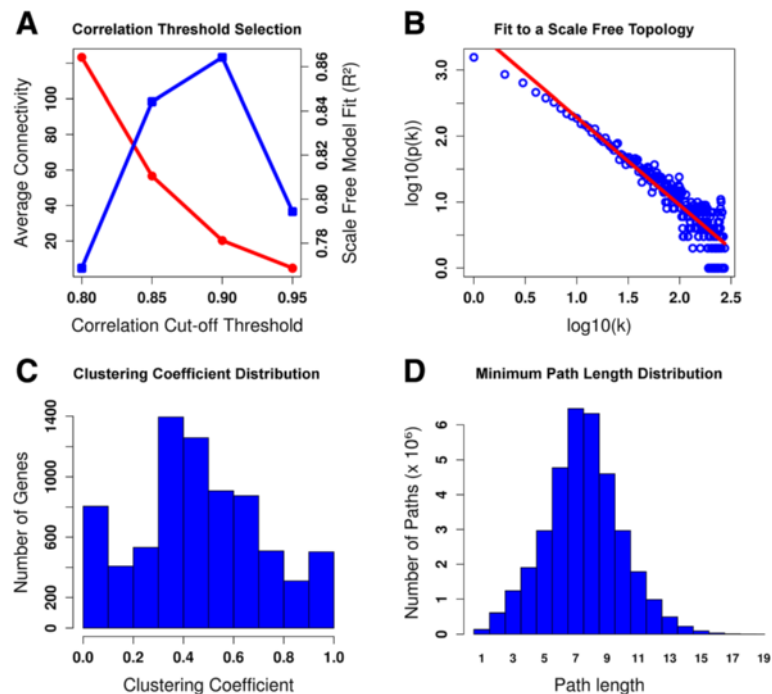 A
Correlation Threshold Selection
Average Connectivity
100
80
60
40
20
0.86
0.84
0.82
0.80
0.78
Scale Free Model Fit (R²)
0.80 0.85 0.90 0.95
Correlation Cut-off Threshold
B
Fit to a Scale Free Topology
log10(p(k))
3.0
2.0
1.0
0.0
0.0 0.5 1.0 1.5 2.0 2.5
log10(k)
C
Clustering Coefficient Distribution
Number of Genes
1400
1000
600
200
0
0.0 0.2 0.4 0.6 0.8 1.0
Clustering Coefficient
D
Minimum Path Length Distribution
Number of Paths (x 10⁶)
6
5
4
3
2
1
0
1 3 5 7 9 11 13 15 17 19
Path length